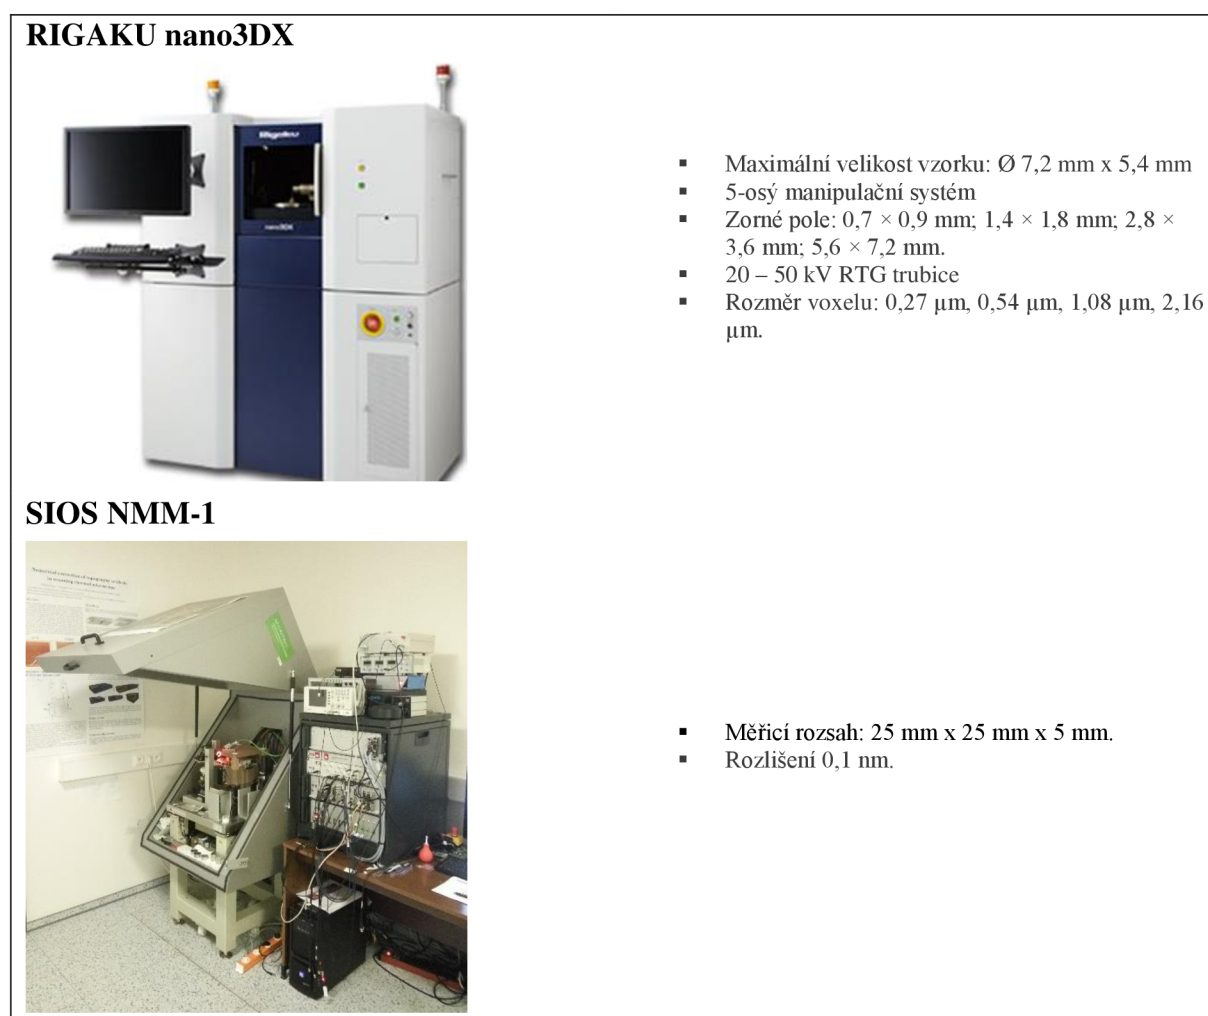 RIGAKU nano3DX
Rigaku
nano3DX
▪ Maximální velikost vzorku: Ø 7,2 mm x 5,4 mm
▪ 5-osý manipulační systém
▪ Zorné pole: 0,7 × 0,9 mm; 1,4 × 1,8 mm; 2,8 ×
3,6 mm; 5,6 × 7,2 mm.
▪ 20 – 50 kV RTG trubice
▪ Rozměr voxelu: 0,27 µm, 0,54 µm, 1,08 µm, 2,16
µm.
SIOS NMM-1
▪ Měřicí rozsah: 25 mm x 25 mm x 5 mm.
▪ Rozlišení 0,1 nm.